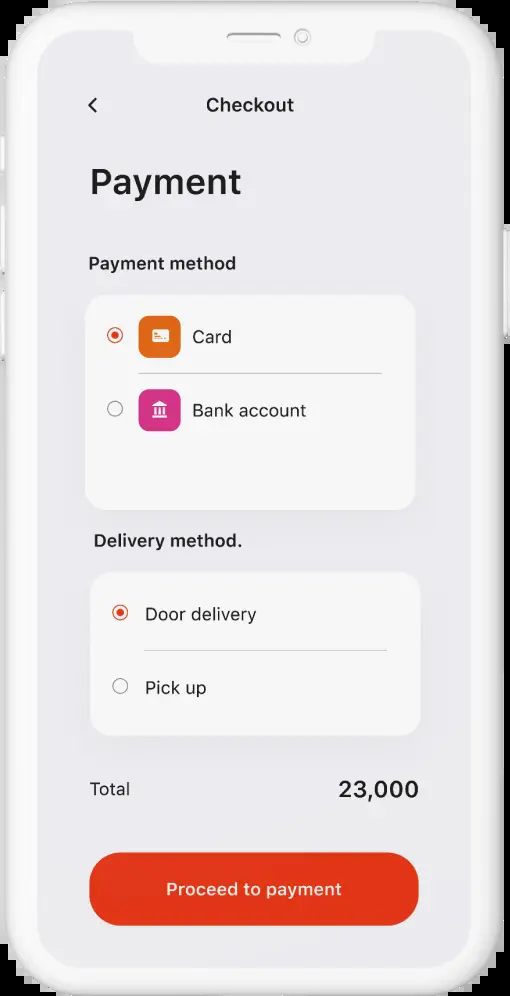 Checkout
Payment
Payment method
Card
Bank account
Delivery method.
Door delivery
Pick up
Total 23,000
Proceed to payment